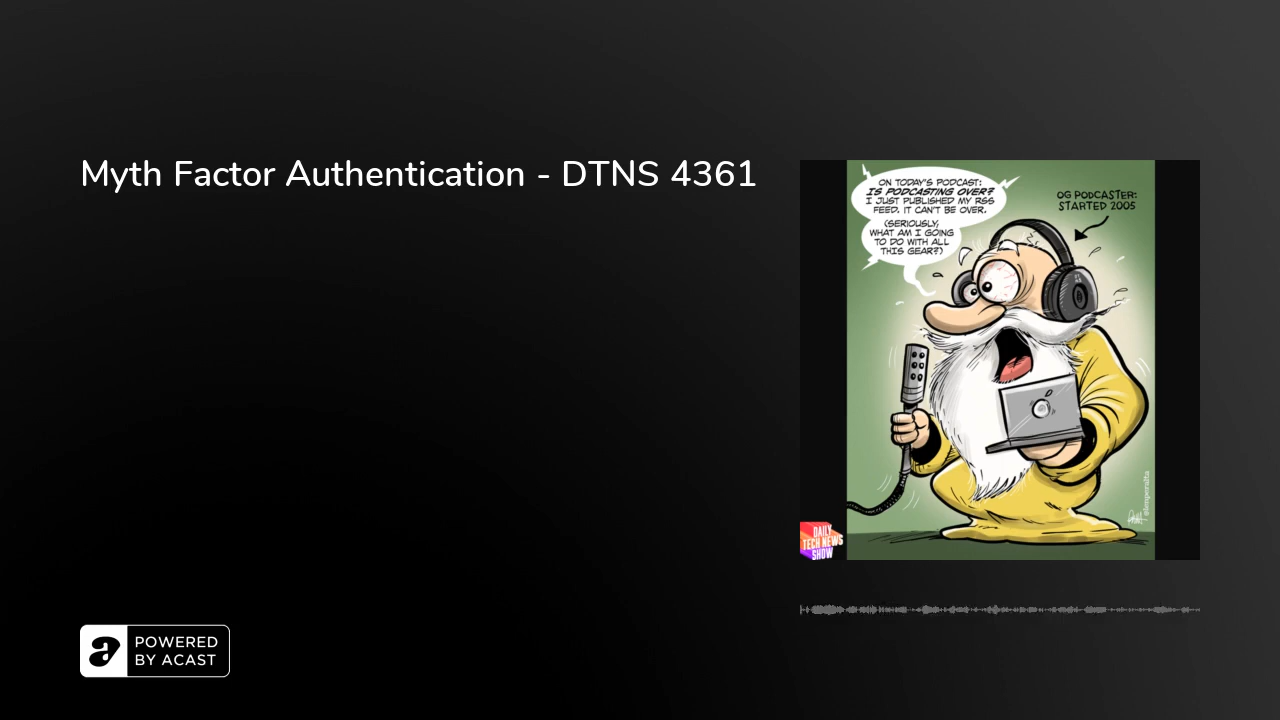 Myth Factor Authentication - DTNS 4361
ON TODAY'S PODCAST:
IS PODCASTING OVER?
I JUST PUBLISHED MY RSS
FEED. IT CAN'T BE OVER.
(SERIOUSLY,
WHAT AM I GOING
TO DO WITH ALL
THIS GEAR?)
OG PODCASTER:
STARTED 2005
@lenperalta
DAILY
TECH NEWS
SHOW
a POWERED
BY ACAST